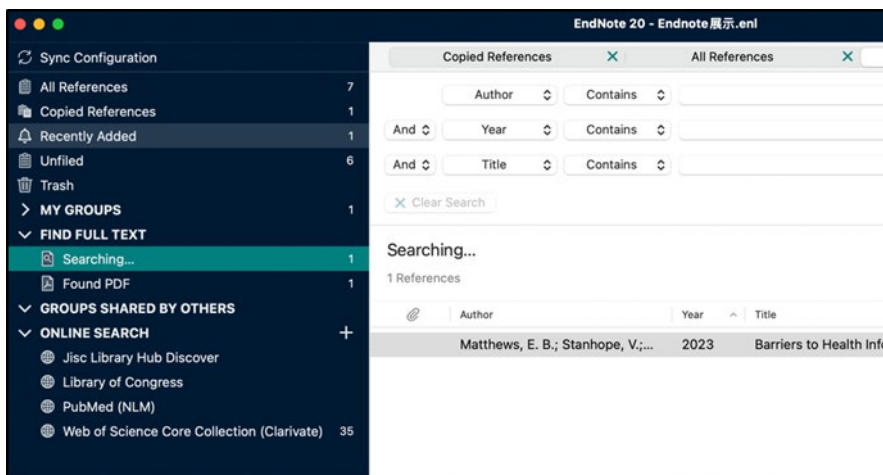 EndNote 20 - Endnote展示.enl
Sync Configuration
All References 7
Copied References 1
Recently Added 1
Unfiled 6
Trash
MY GROUPS 1
FIND FULL TEXT
Searching... 1
Found PDF 1
GROUPS SHARED BY OTHERS
ONLINE SEARCH +
Jisc Library Hub Discover
Library of Congress
PubMed (NLM)
Web of Science Core Collection (Clarivate) 35
Copied References All References
Author Contains
And Year Contains
And Title Contains
Clear Search
Searching...
1 References
Author Year Title
Matthews, E. B.; Stanhope, V.;... 2023 Barriers to Health Inf